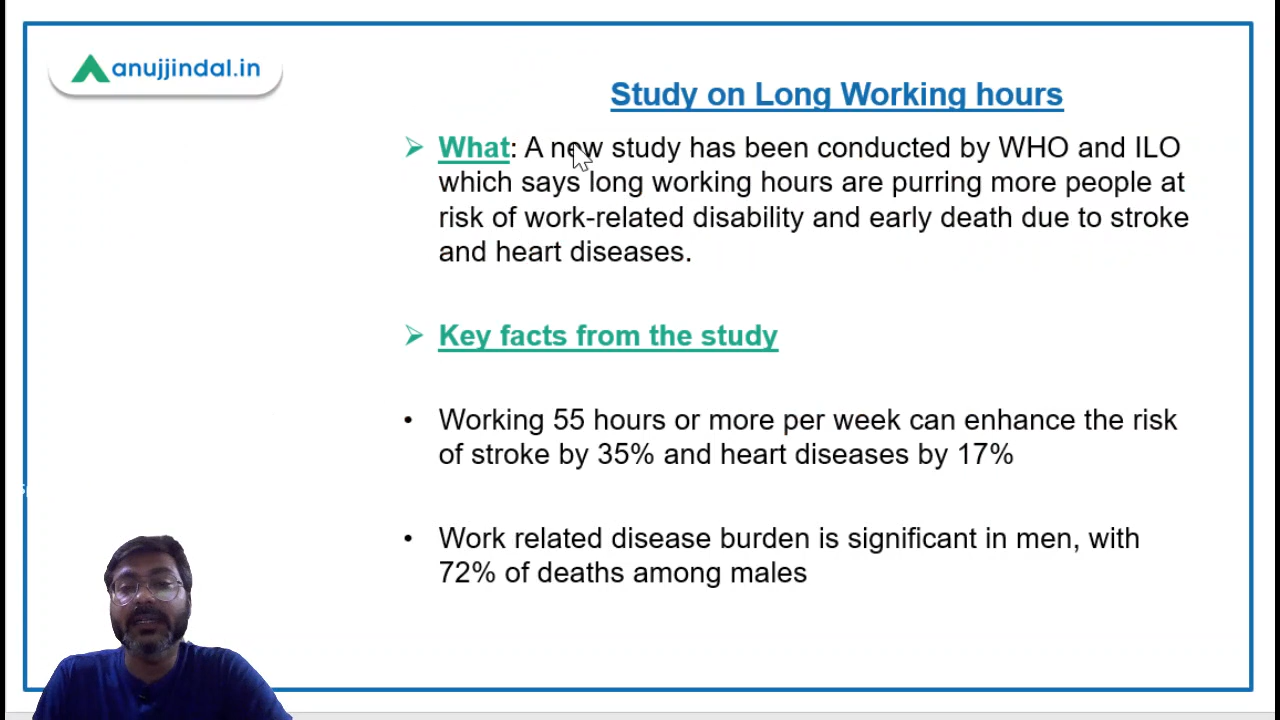 anujjindal.in
Study on Long Working hours
What: A new study has been conducted by WHO and ILO
which says long working hours are purring more people at
risk of work-related disability and early death due to stroke
and heart diseases.
Key facts from the study
• Working 55 hours or more per week can enhance the risk
of stroke by 35% and heart diseases by 17%
• Work related disease burden is significant in men, with
72% of deaths among males